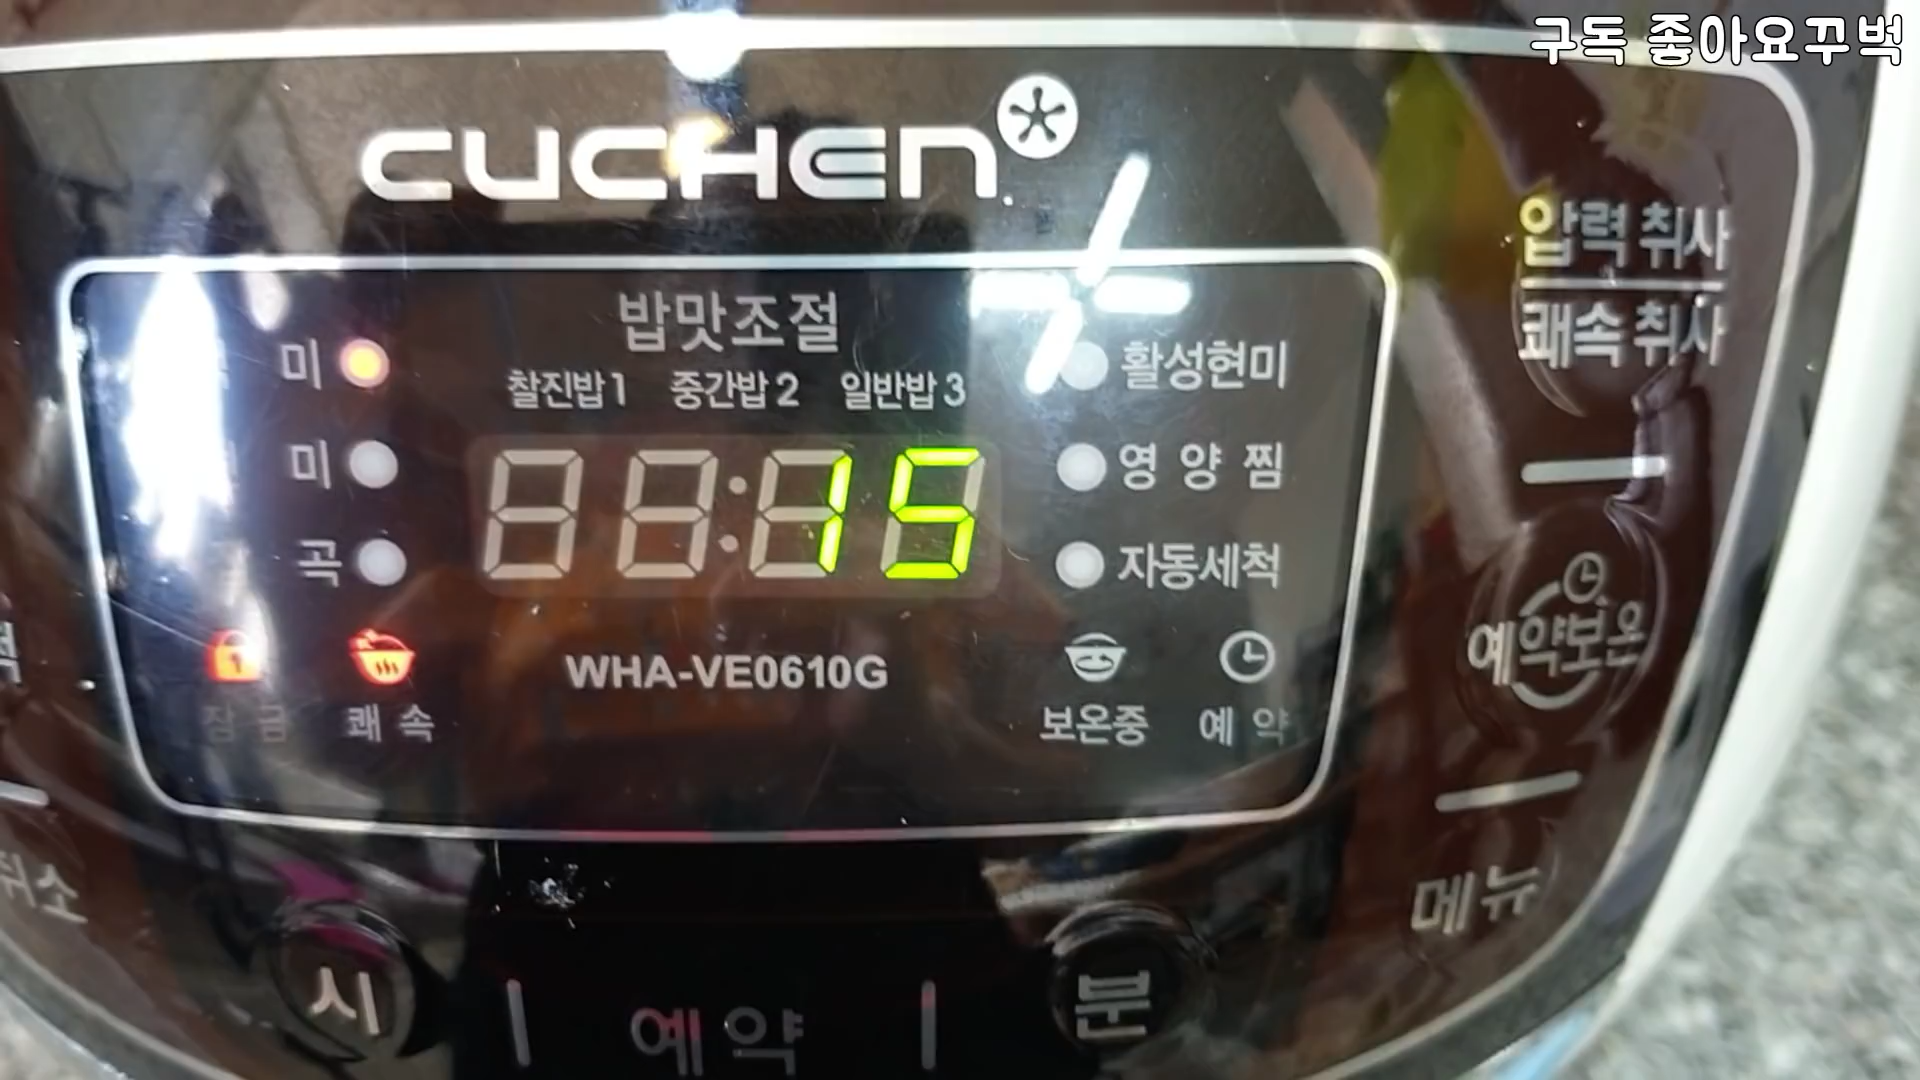 구독 좋아요꾸벅
CUCHEN
압력 취사
쾌속 취사
밥맛조절
찰진밥 1 중간밥 2 일반밥 3
미
활성현미
미
15
영 양 찜
곡
자동세척
예약보온
WHA-VE0610G
잠 금
쾌 속
보온중
예 약
취소
메뉴
시
예약
분